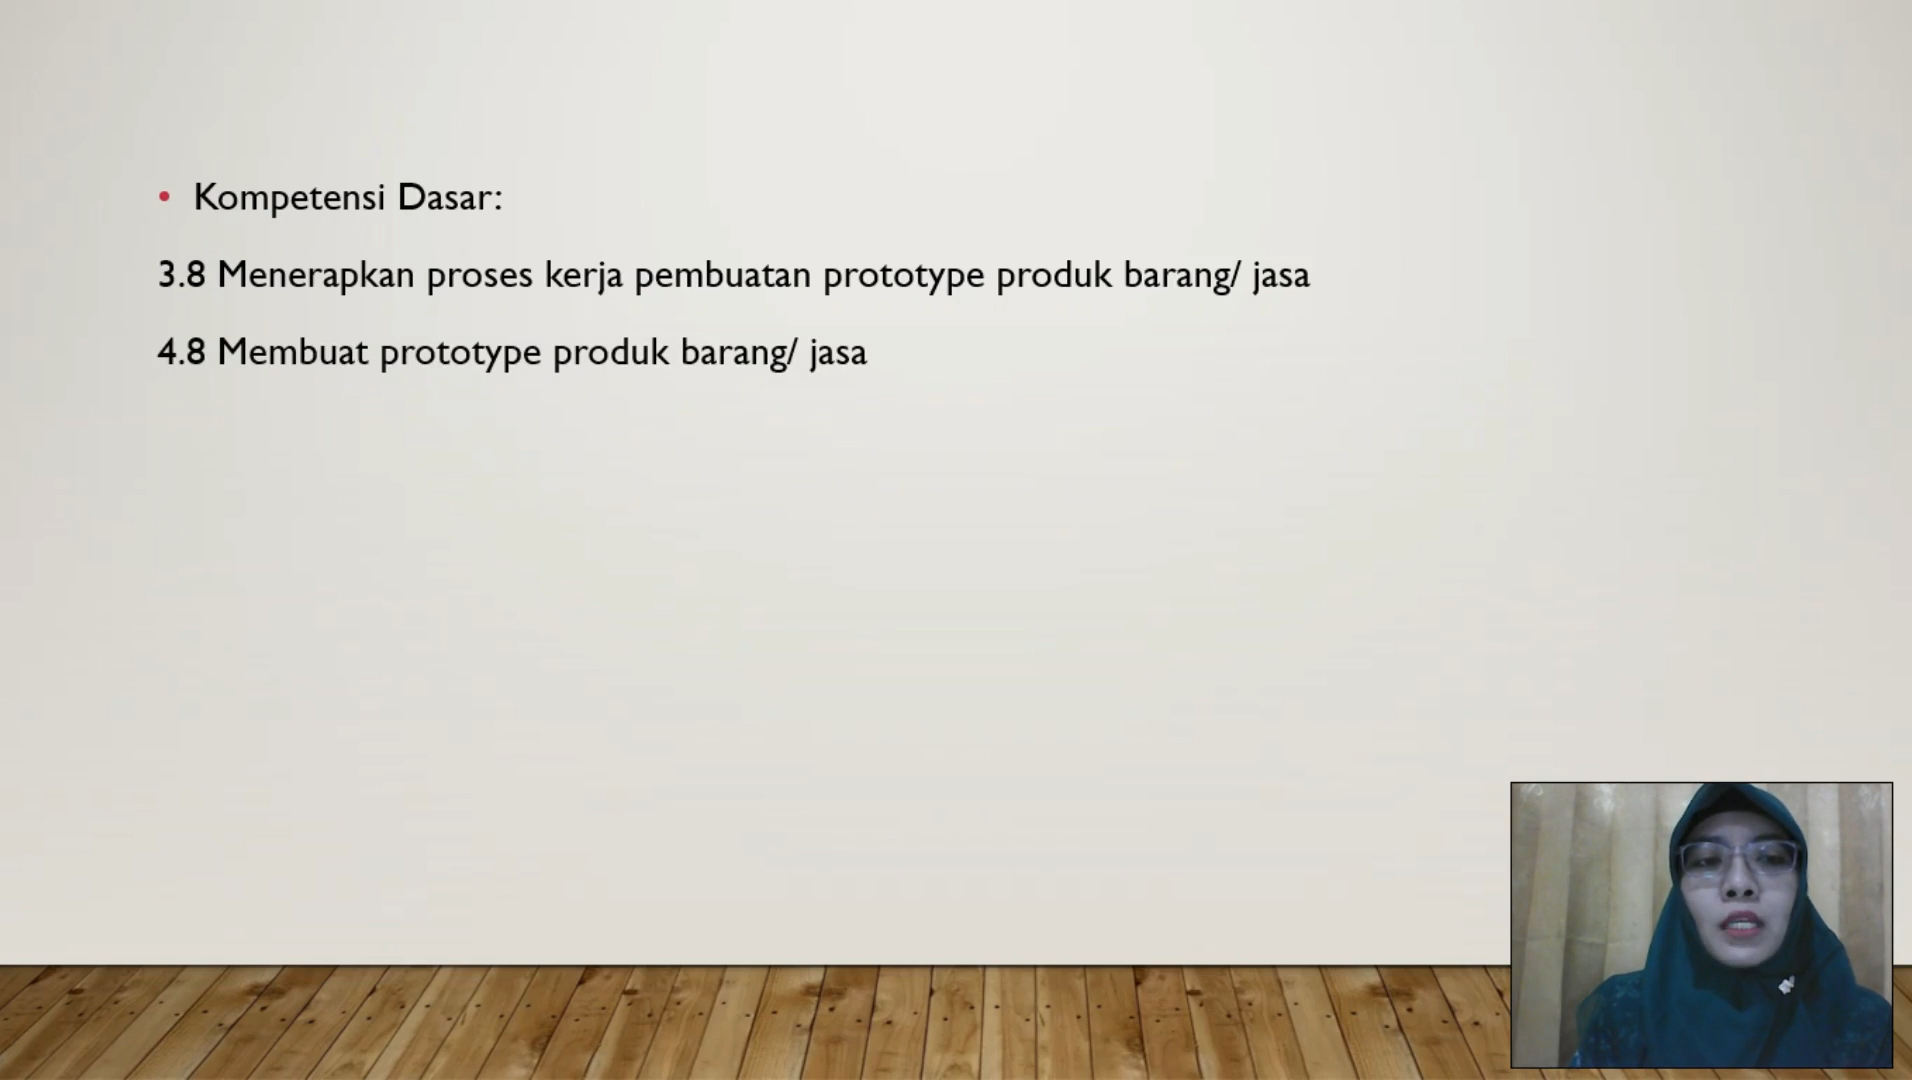 • Kompetensi Dasar:
3.8 Menerapkan proses kerja pembuatan prototype produk barang/ jasa
4.8 Membuat prototype produk barang/ jasa